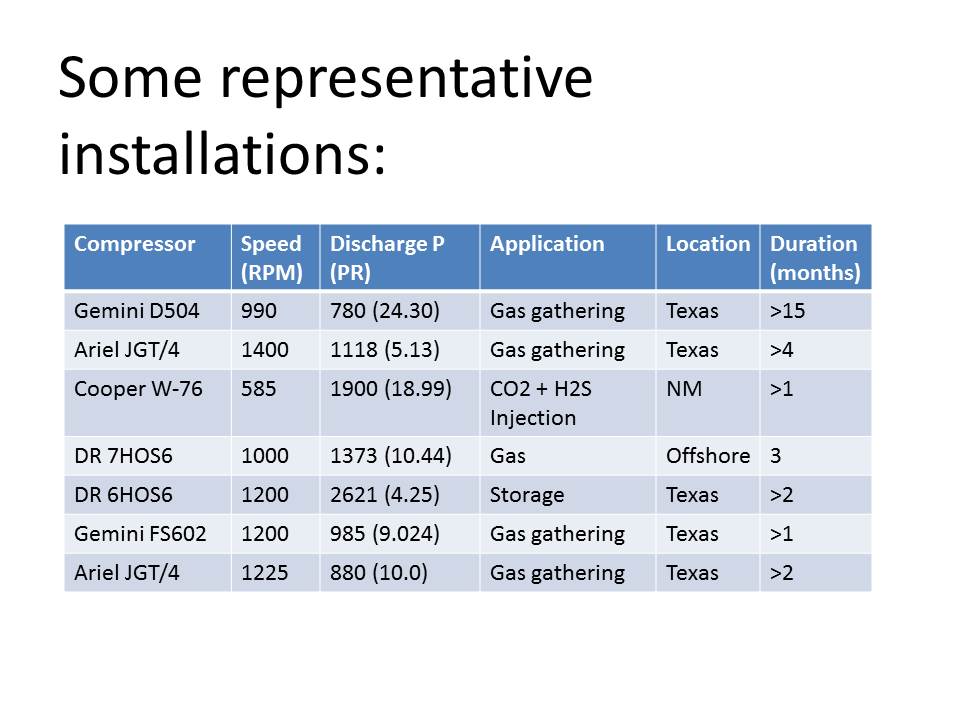 Some representative
installations:
Compressor Speed (RPM) Discharge P (PR) Application Location Duration (months)
Gemini D504 990 780 (24.30) Gas gathering Texas >15
Ariel JGT/4 1400 1118 (5.13) Gas gathering Texas >4
Cooper W-76 585 1900 (18.99) CO2 + H2S Injection NM >1
DR 7HOS6 1000 1373 (10.44) Gas Offshore 3
DR 6HOS6 1200 2621 (4.25) Storage Texas >2
Gemini FS602 1200 985 (9.024) Gas gathering Texas >1
Ariel JGT/4 1225 880 (10.0) Gas gathering Texas >2